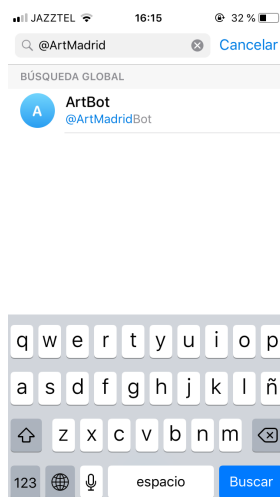 JAZZTEL 16:15 32 %
@ArtMadrid Cancelar
BÚSQUEDA GLOBAL
A ArtBot
@ArtMadridBot
q w e r t y u i o p
a s d f g h j k l ñ
z x c v b n m
123 espacio Buscar